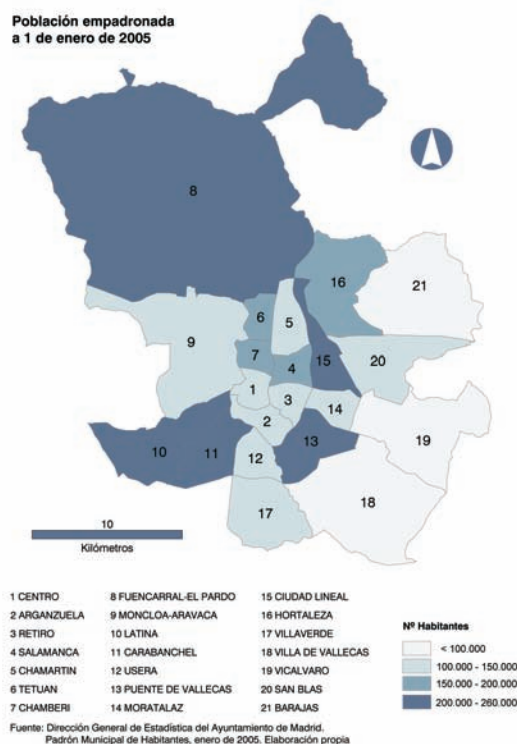 Población empadronada
a 1 de enero de 2005
8
16
21
6
5
9
7
4
15
20
1
3
14
2
10
11
13
19
12
18
17
10
Kilómetros
1 CENTRO
2 ARGANZUELA
3 RETIRO
4 SALAMANCA
5 CHAMARTIN
6 TETUAN
7 CHAMBERI
8 FUENCARRAL-EL PARDO
9 MONCLOA-ARAVACA
10 LATINA
11 CARABANCHEL
12 USERA
13 PUENTE DE VALLECAS
14 MORATALAZ
15 CIUDAD LINEAL
16 HORTALEZA
17 VILLAVERDE
18 VILLA DE VALLECAS
19 VICALVARO
20 SAN BLAS
21 BARAJAS
Nº Habitantes
< 100.000
100.000 - 150.000
150.000 - 200.000
200.000 - 260.000
Fuente: Dirección General de Estadística del Ayuntamiento de Madrid.
Padrón Municipal de Habitantes, enero de 2005. Elaboración propia